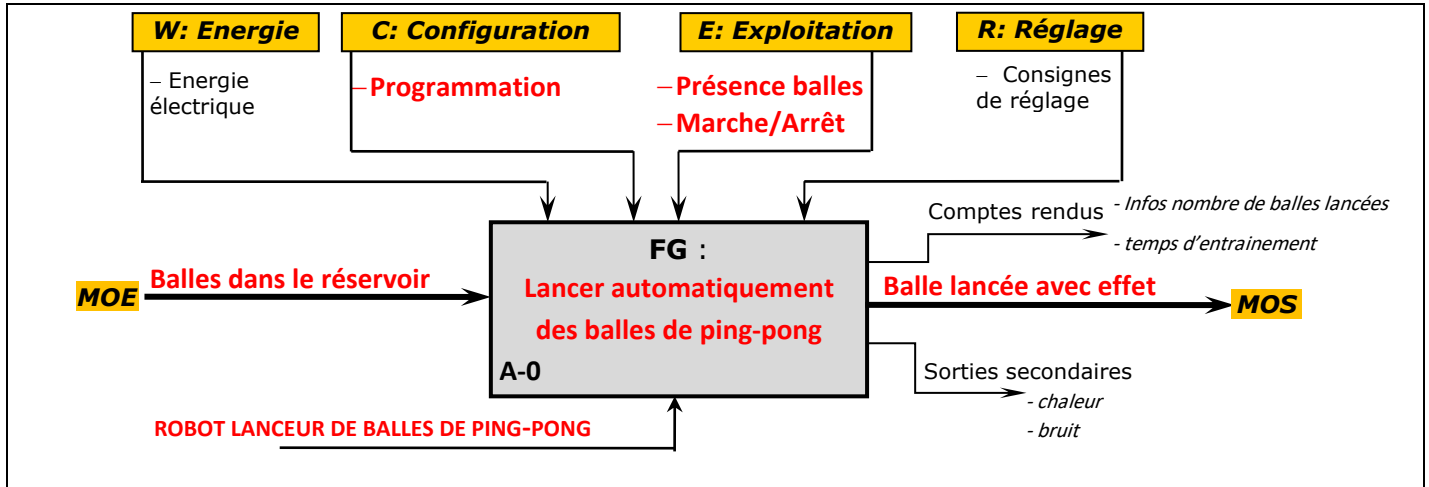 W: Energie
C: Configuration
E: Exploitation
R: Réglage
– Energie
électrique
– Programmation
– Présence balles
– Marche/Arrêt
– Consignes
de réglage
Comptes rendus
- Infos nombre de balles lancées
- temps d'entrainement
FG :
Lancer automatiquement
des balles de ping-pong
A-0
MOE
Balles dans le réservoir
Balle lancée avec effet
MOS
Sorties secondaires
- chaleur
- bruit
ROBOT LANCEUR DE BALLES DE PING-PONG